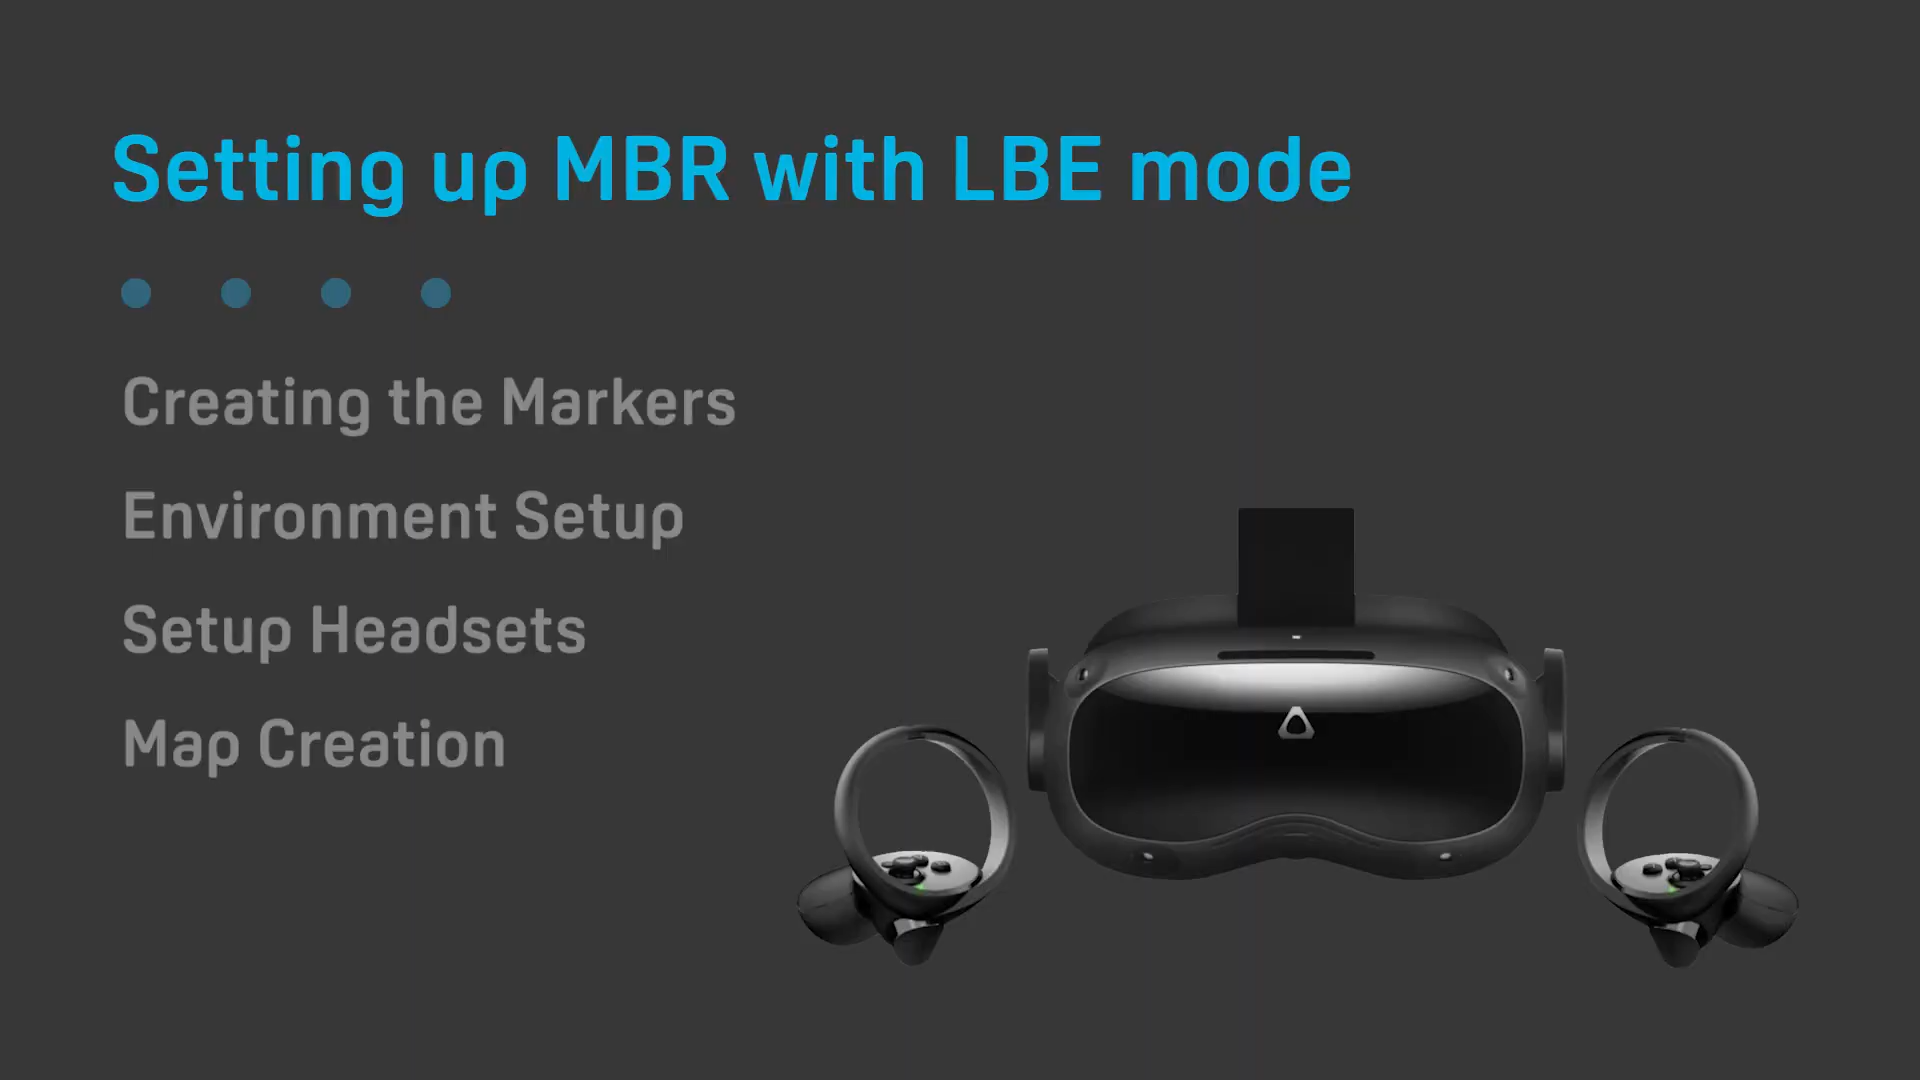 Setting up MBR with LBE mode
Creating the Markers
Environment Setup
Setup Headsets
Map Creation